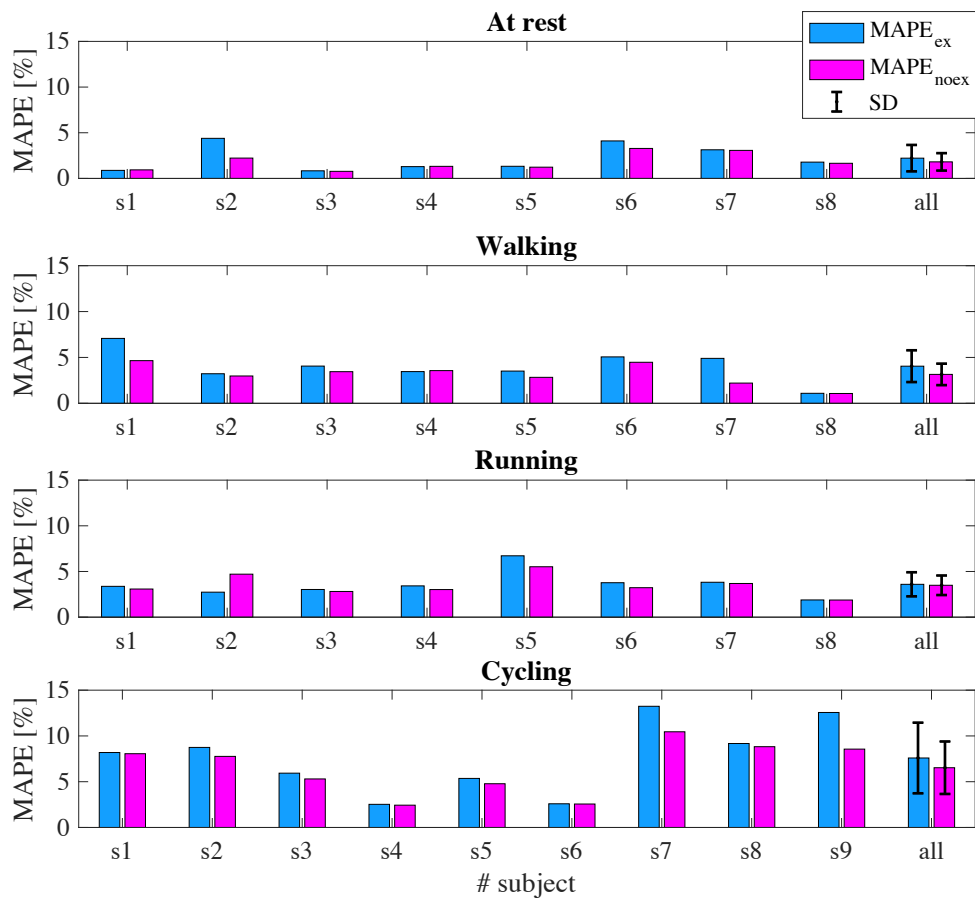 At rest
15
10
5
0
MAPE [%]
MAPE_ex
MAPE_noex
SD
s1 s2 s3 s4 s5 s6 s7 s8 all
Walking
15
10
5
0
MAPE [%]
s1 s2 s3 s4 s5 s6 s7 s8 all
Running
15
10
5
0
MAPE [%]
s1 s2 s3 s4 s5 s6 s7 s8 all
Cycling
15
10
5
0
MAPE [%]
s1 s2 s3 s4 s5 s6 s7 s8 s9 all
# subject